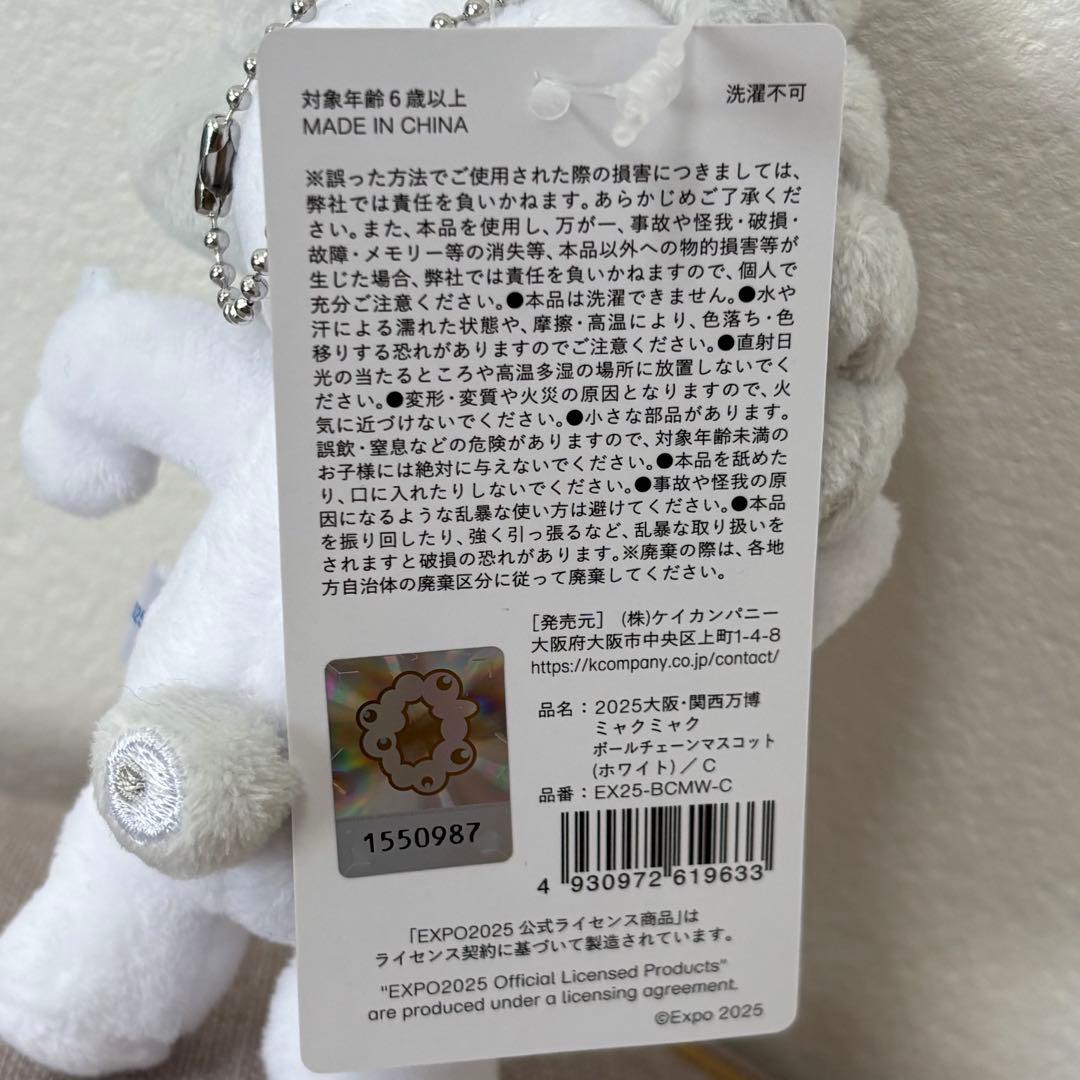 対象年齢6歳以上
洗濯不可
MADE IN CHINA
※誤った方法でご使用された際の損害につきましては、
弊社では責任を負いかねます。あらかじめご了承くだ
さい。また、本品を使用し、万が一、事故や怪我・破損・
故障・メモリー等の消失等、本品以外への物的損害等が
生じた場合、弊社では責任を負いかねますので、個人で
充分ご注意ください。●本品は洗濯できません。●水や
汗による濡れた状態や、摩擦・高温により、色落ち・色
移りする恐れがありますのでご注意ください。●直射日
光の当たるところや高温多湿の場所に放置しないでく
ださい。●変形・変質や火災の原因となりますので、火
気に近づけないでください。●小さな部品があります。
誤飲・窒息などの危険がありますので、対象年齢未満の
お子様には絶対に与えないでください。●本品を舐めた
り、口に入れたりしないでください。●事故や怪我の原
因になるような乱暴な使い方は避けてください。●本品
を振り回したり、強く引っ張るなど、乱暴な取り扱いを
されますと破損の恐れがあります。※廃棄の際は、各地
方自治体の廃棄区分に従って廃棄してください。
[発売元] (株)ケイカンパニー
大阪府大阪市中央区上町1-4-8
https://kcompany.co.jp/contact/
品名：2025大阪・関西万博
ミャクミャク
ボールチェーンマスコット
(ホワイト)／C
品番：EX25-BCMW-C
1550987
4 930972 619633
「EXPO2025 公式ライセンス商品」は
ライセンス契約に基づいて製造されています。
"EXPO2025 Official Licensed Products"
are produced under a licensing agreement.
©Expo 2025